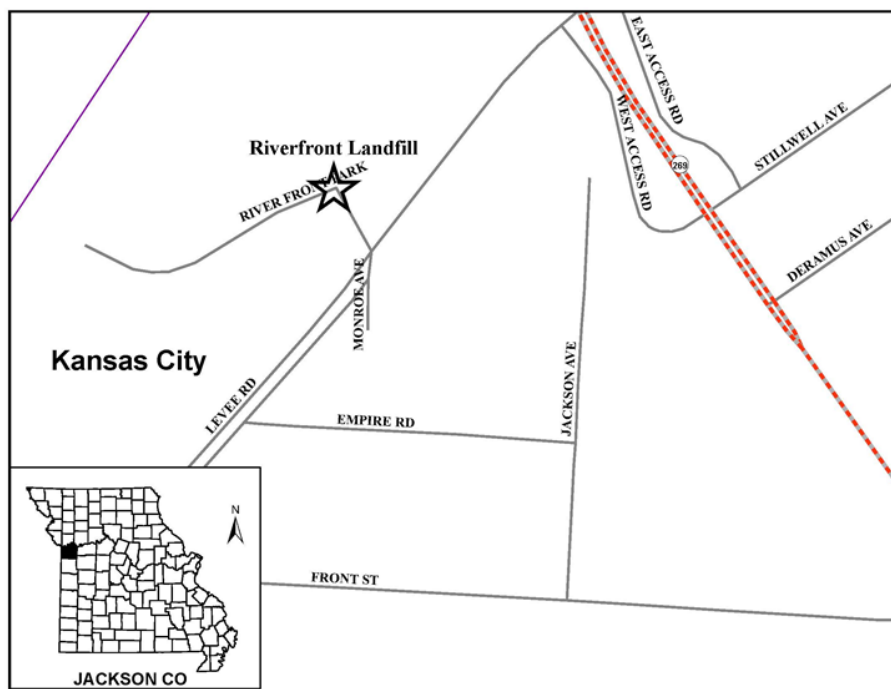 EAST ACCESS RD
WEST ACCESS RD
STILLWELL AVE
Riverfront Landfill
269
RIVER FRONT PARK
DERAMUS AVE
MONROE AVE
Kansas City
JACKSON AVE
LEVEE RD
EMPIRE RD
N
FRONT ST
JACKSON CO